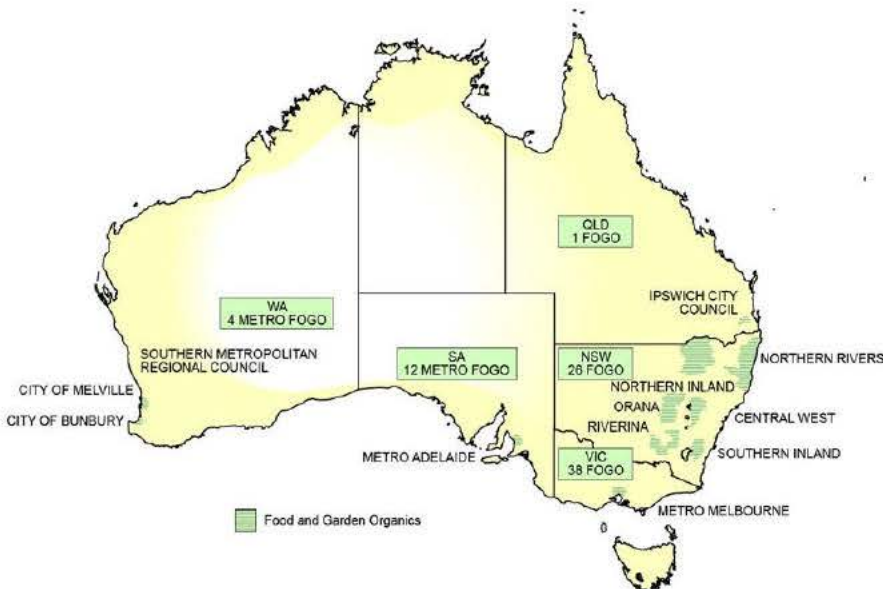 QLD
1 FOGO
IPSWICH CITY
COUNCIL
WA
4 METRO FOGO
SOUTHERN METROPOLITAN
REGIONAL COUNCIL
SA
12 METRO FOGO
NSW
26 FOGO
NORTHERN RIVERS
NORTHERN INLAND
CITY OF MELVILLE
ORANA
CITY OF BUNBURY
CENTRAL WEST
RIVERINA
METRO ADELAIDE
VIC
38 FOGO
SOUTHERN INLAND
METRO MELBOURNE
Food and Garden Organics